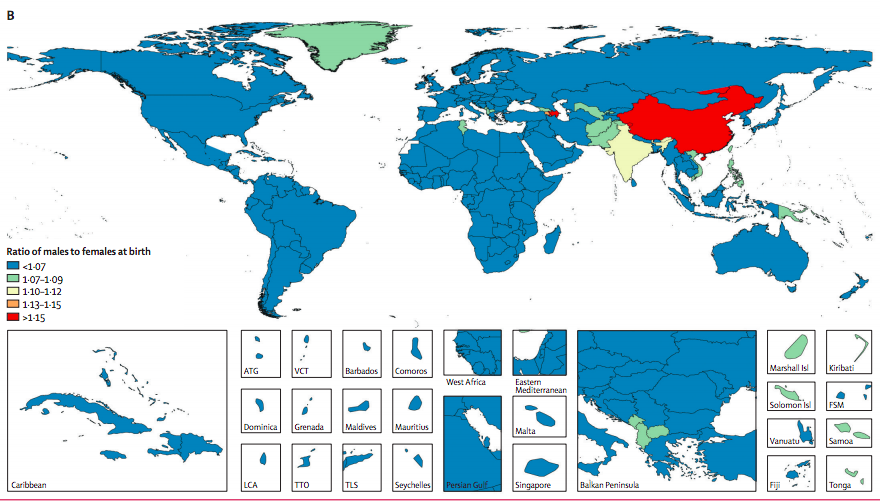 B
Ratio of males to females at birth
<1·07
1·07–1·09
1·10–1·12
1·13–1·15
>1·15
Caribbean
ATG
VCT
Barbados
Comoros
West Africa
Eastern
Mediterranean
Dominica
Grenada
Maldives
Mauritius
Persian Gulf
Malta
LCA
TTO
TLS
Seychelles
Singapore
Balkan Peninsula
Marshall Isl
Kiribati
Solomon Isl
FSM
Vanuatu
Samoa
Fiji
Tonga